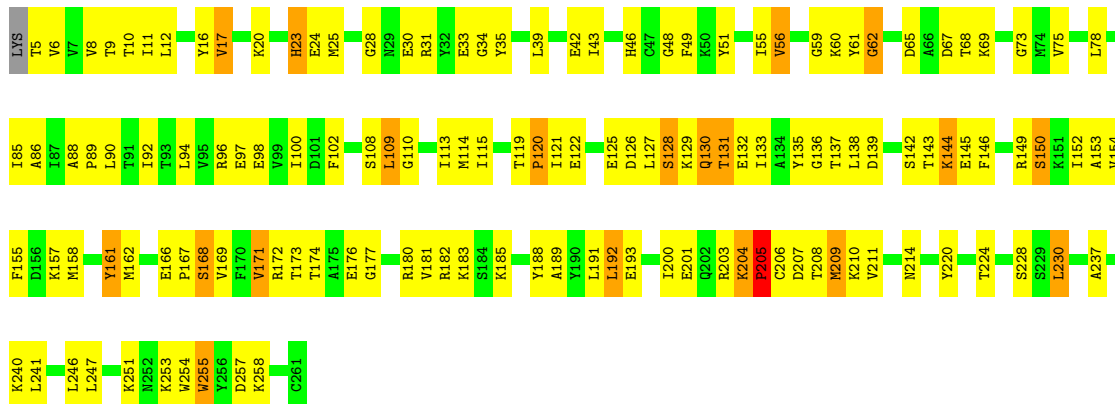 LYS T5 V6 V7 V8 T9 T10 I11 L12 Y16 V17 K20 H23 E24 M25 G28 N29 E30 R31 Y32 E33 G34 Y35 L39 E42 I43 H46 C47 G48 F49 K50 Y51 I55 V56 G59 K60 Y61 G62 D65 A66 D67 T68 K69 G73 M74 V75 L78
I85 A86 I87 A88 P89 L90 T91 I92 T93 L94 V95 R96 E97 E98 V99 I100 D101 F102 S108 L109 G110 I113 M114 I115 T119 P120 I121 E122 E125 D126 L127 S128 K129 Q130 T131 E132 I133 A134 Y135 G136 T137 L138 D139 S142 T143 K144 E145 F146 R149 S150 K151 I152 A153 V154
F155 D156 K157 M158 Y161 M162 E166 P167 S168 V169 F170 V171 R172 T173 T174 A175 E176 G177 R180 V181 R182 K183 S184 K185 Y188 A189 Y190 L191 L192 E193 I200 E201 Q202 R203 K204 P205 C206 D207 T208 M209 K210 V211 N214 Y220 T224 S228 S229 L230 A237
K240 L241 L246 L247 K251 N252 K253 W254 W255 Y256 D257 K258 C261